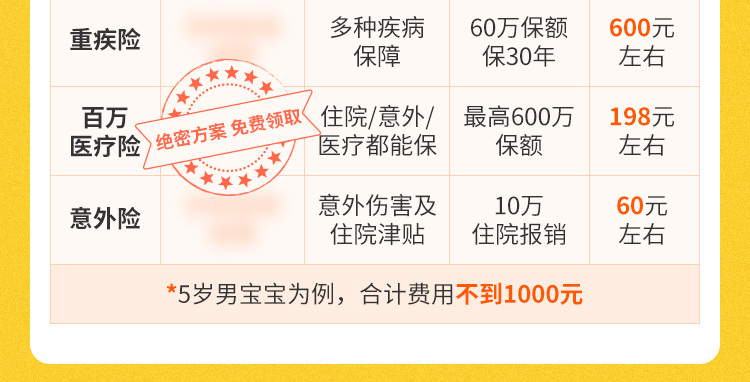 重疾险
多种疾病
保障
60万保额
保30年
600元
左右
百万
医疗险
绝密方案 免费领取
住院/意外/
医疗都能保
最高600万
保额
198元
左右
意外险
意外伤害及
住院津贴
10万
住院报销
60元
左右
*5岁男宝宝为例，合计费用不到1000元